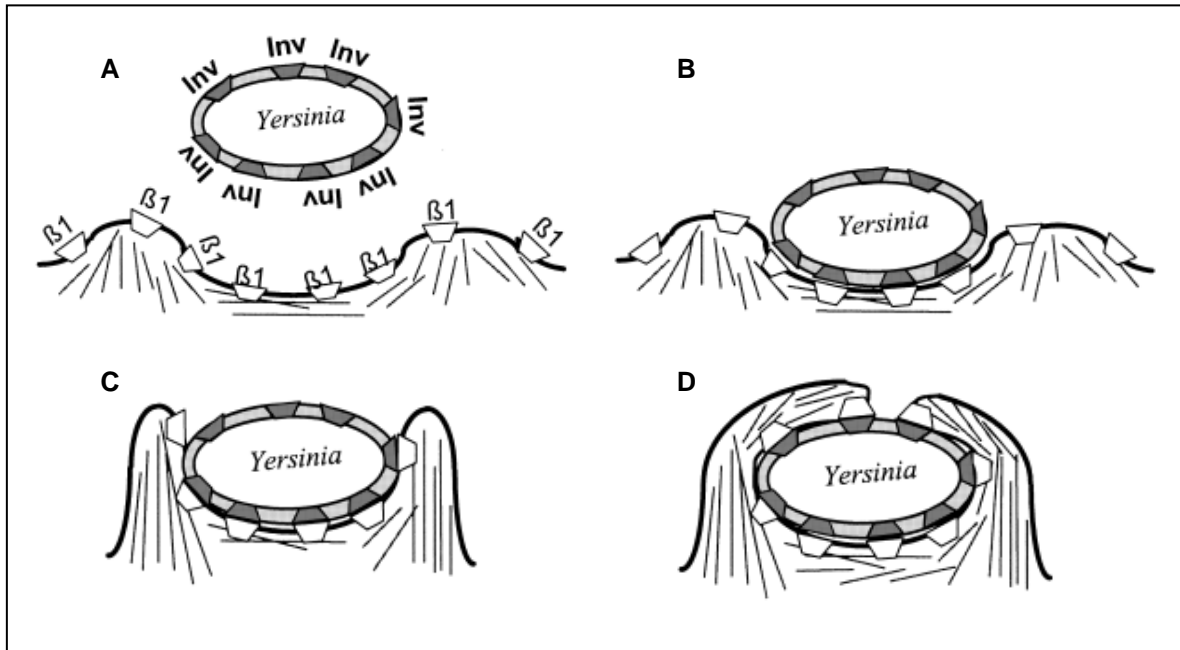 A
Inv
Inv
Inv
Inv
Yersinia
Inv
Inv
Inv
Inv
ß1
ß1
ß1
ß1
ß1
ß1
ß1
ß1
B
Yersinia
C
Yersinia
D
Yersinia